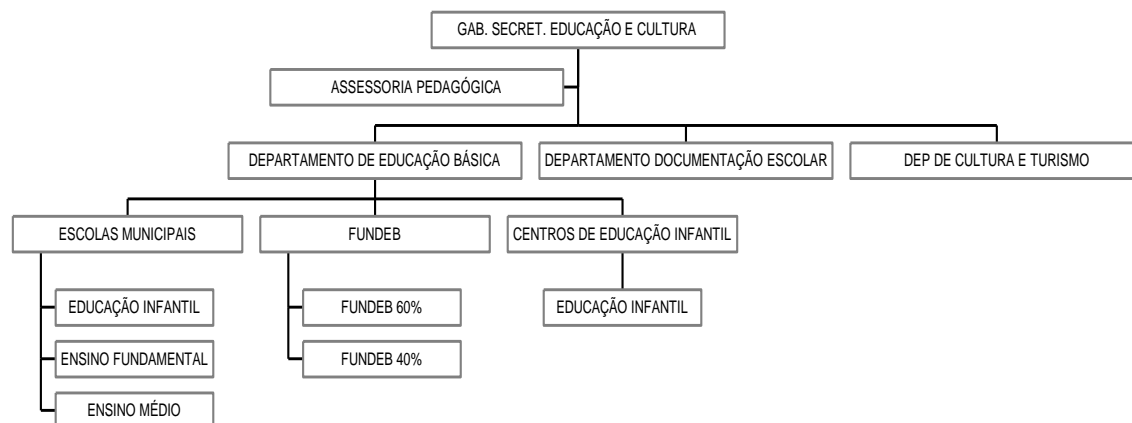 GAB. SECRET. EDUCAÇÃO E CULTURA
ASSESSORIA PEDAGÓGICA
DEPARTAMENTO DE EDUCAÇÃO BÁSICA
DEPARTAMENTO DOCUMENTAÇÃO ESCOLAR
DEP DE CULTURA E TURISMO
ESCOLAS MUNICIPAIS
FUNDEB
CENTROS DE EDUCAÇÃO INFANTIL
EDUCAÇÃO INFANTIL
FUNDEB 60%
EDUCAÇÃO INFANTIL
ENSINO FUNDAMENTAL
FUNDEB 40%
ENSINO MÉDIO